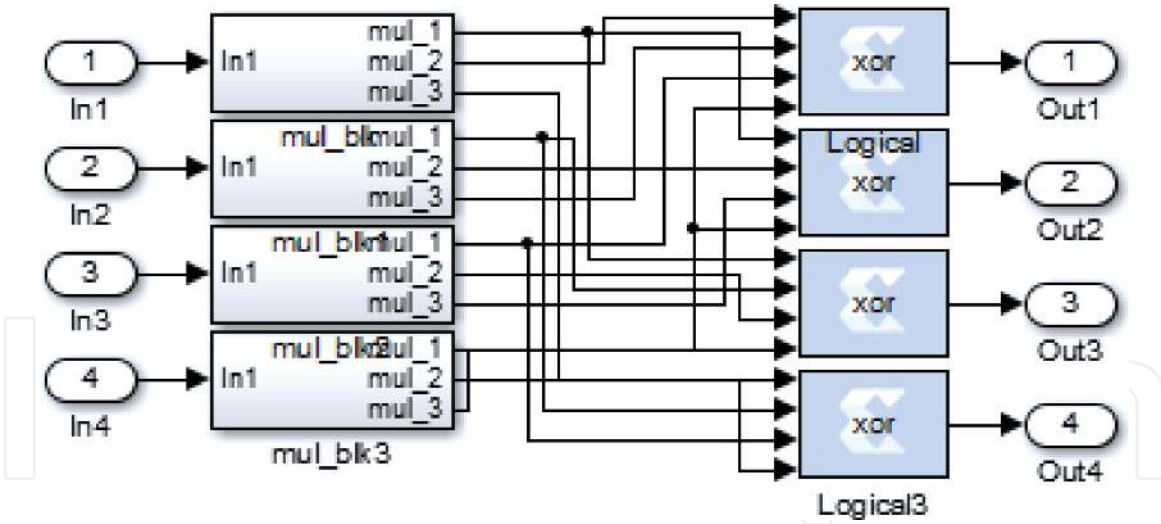 1
In1
In1
mul_1
mul_2
mul_3
mul_blk
2
In2
In1
mul_1
mul_2
mul_3
mul_blk1
3
In3
In1
mul_1
mul_2
mul_3
mul_blk2
4
In4
In1
mul_1
mul_2
mul_3
mul_blk3
xor
Logical
1
Out1
xor
2
Out2
xor
3
Out3
xor
Logical3
4
Out4